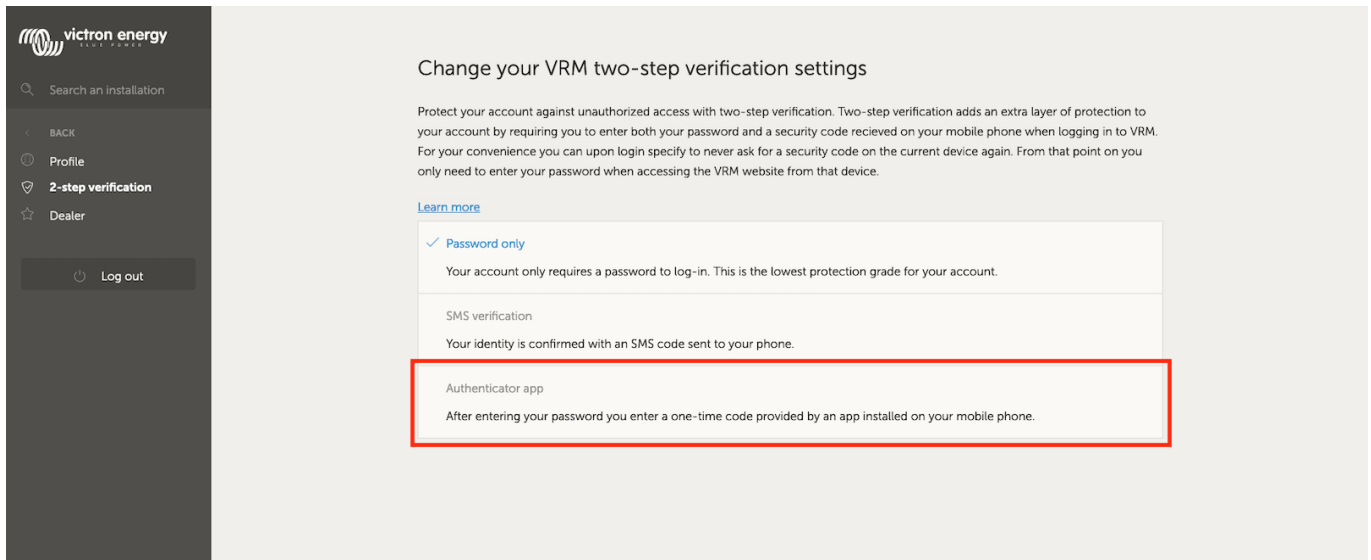 victron energy
BLUE POWER
Search an installation
BACK
Profile
2-step verification
Dealer
Log out
Change your VRM two-step verification settings
Protect your account against unauthorized access with two-step verification. Two-step verification adds an extra layer of protection to
your account by requiring you to enter both your password and a security code recieved on your mobile phone when logging in to VRM.
For your convenience you can upon login specify to never ask for a security code on the current device again. From that point on you
only need to enter your password when accessing the VRM website from that device.
Learn more
Password only
Your account only requires a password to log-in. This is the lowest protection grade for your account.
SMS verification
Your identity is confirmed with an SMS code sent to your phone.
Authenticator app
After entering your password you enter a one-time code provided by an app installed on your mobile phone.